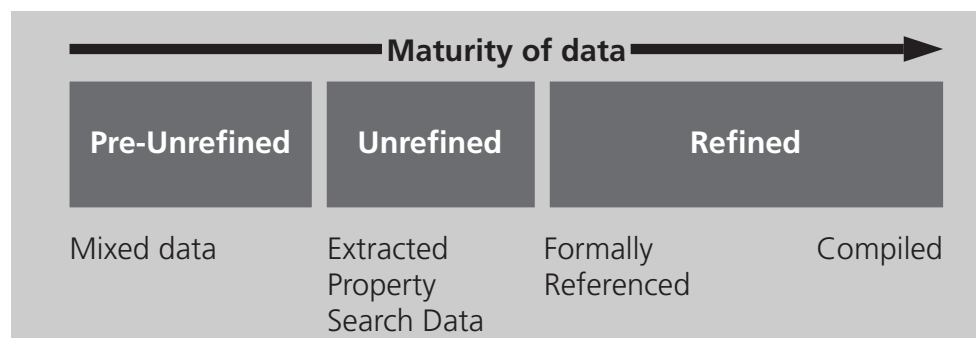 Maturity of data
Pre-Unrefined
Unrefined
Refined
Mixed data
Extracted
Property
Search Data
Formally
Referenced
Compiled